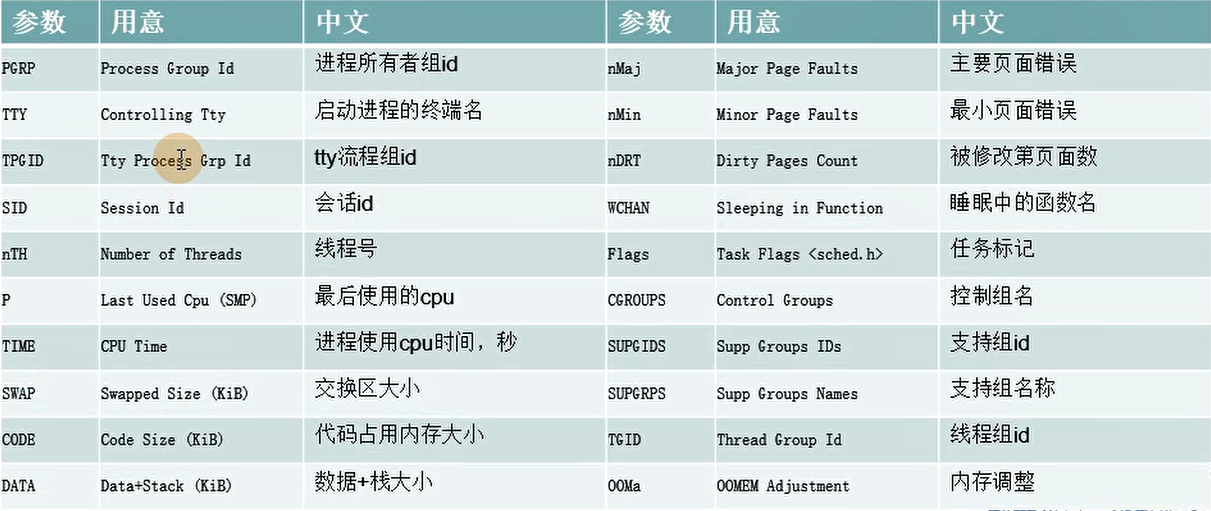 参数 用意 中文 参数 用意 中文
PGRP Process Group Id 进程所有者组id nMaj Major Page Faults 主要页面错误
TTY Controlling Tty 启动进程的终端名 nMin Minor Page Faults 最小页面错误
TPGID Tty Process Grp Id tty流程组id nDRT Dirty Pages Count 被修改第页面数
SID Session Id 会话id WCHAN Sleeping in Function 睡眠中的函数名
nTH Number of Threads 线程号 Flags Task Flags <sched.h> 任务标记
P Last Used Cpu (SMP) 最后使用的cpu CGROUPS Control Groups 控制组名
TIME CPU Time 进程使用cpu时间，秒 SUPGIDS Supp Groups IDs 支持组id
SWAP Swapped Size (KiB) 交换区大小 SUPGRPS Supp Groups Names 支持组名称
CODE Code Size (KiB) 代码占用内存大小 TGID Thread Group Id 线程组id
DATA Data+Stack (KiB) 数据+栈大小 OOMa OOMEM Adjustment 内存调整